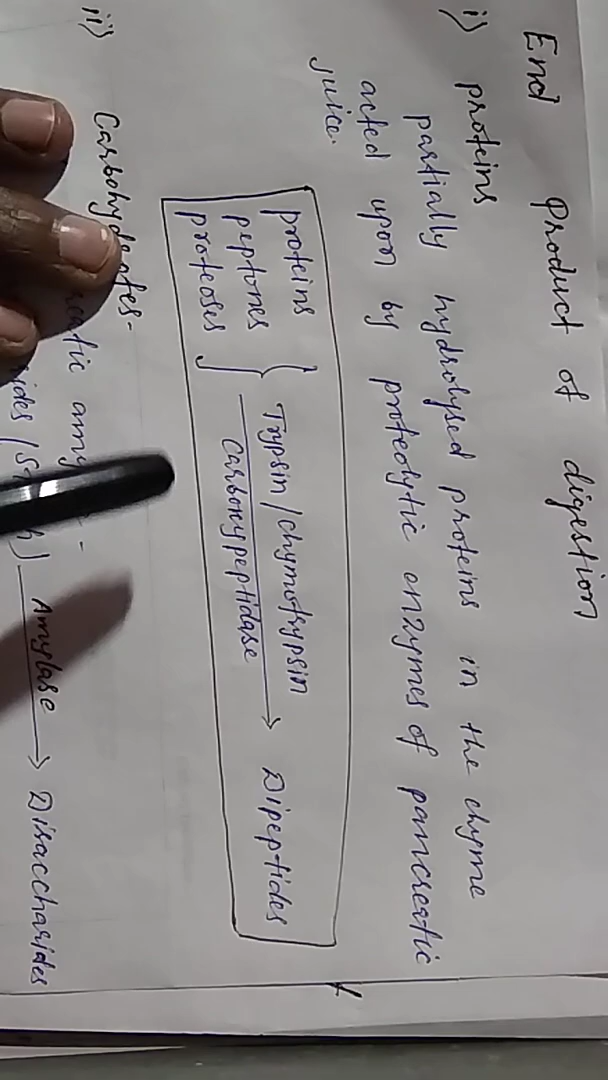 End Product of digestion
i) proteins
partially hydrolysed proteins in the chyme
acted upon by proteolytic enzymes of pancreatic
juice.
proteins
peptones
proteoses
Trypsin / chymotrypsin
Carboxypeptidase
Dipeptides
ii) Carbohydrates-
Amylase → Disaccharides